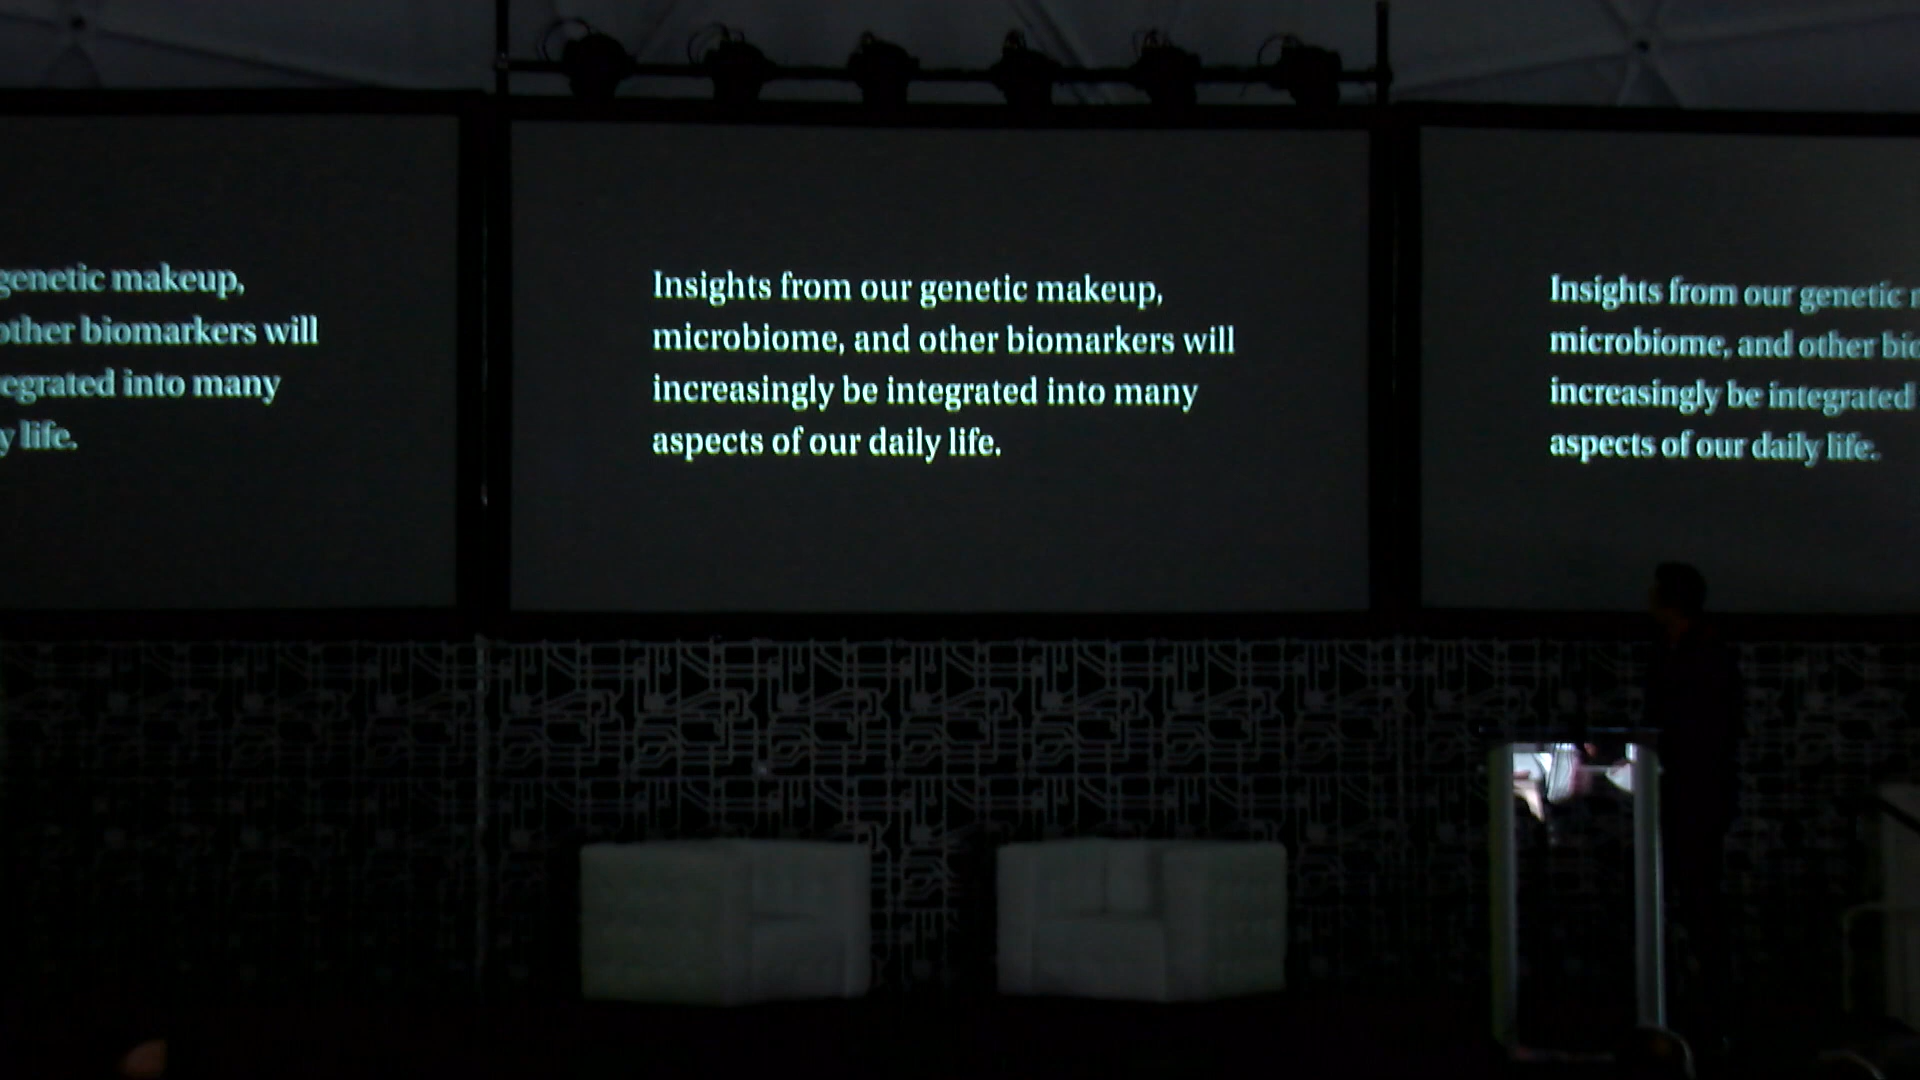 genetic makeup,
other biomarkers will
tegrated into many
y life.
Insights from our genetic makeup,
microbiome, and other biomarkers will
increasingly be integrated into many
aspects of our daily life.
Insights from our genetic
microbiome, and other bio
increasingly be integrated
aspects of our daily life.